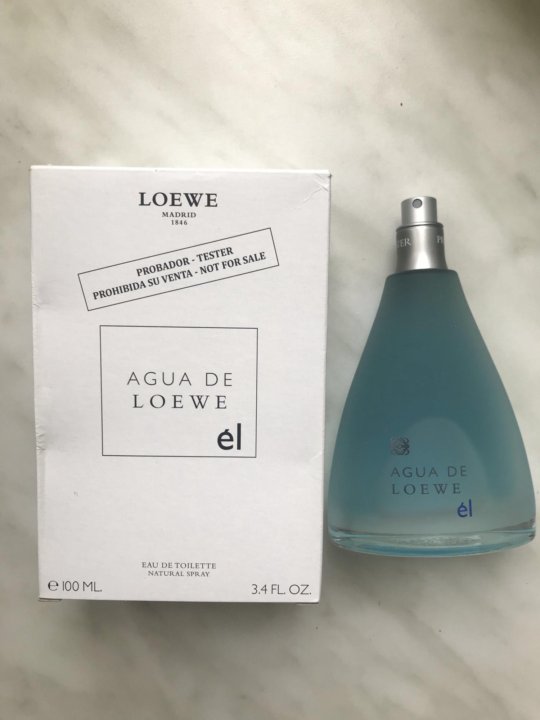 LOEWE
MADRID
1846
PROBADOR - TESTER
PROHIBIDA SU VENTA - NOT FOR SALE
AGUA DE
LOEWE
él
EAU DE TOILETTE
NATURAL SPRAY
℮ 100 ML.
3.4 FL. OZ.
AGUA DE
LOEWE
él